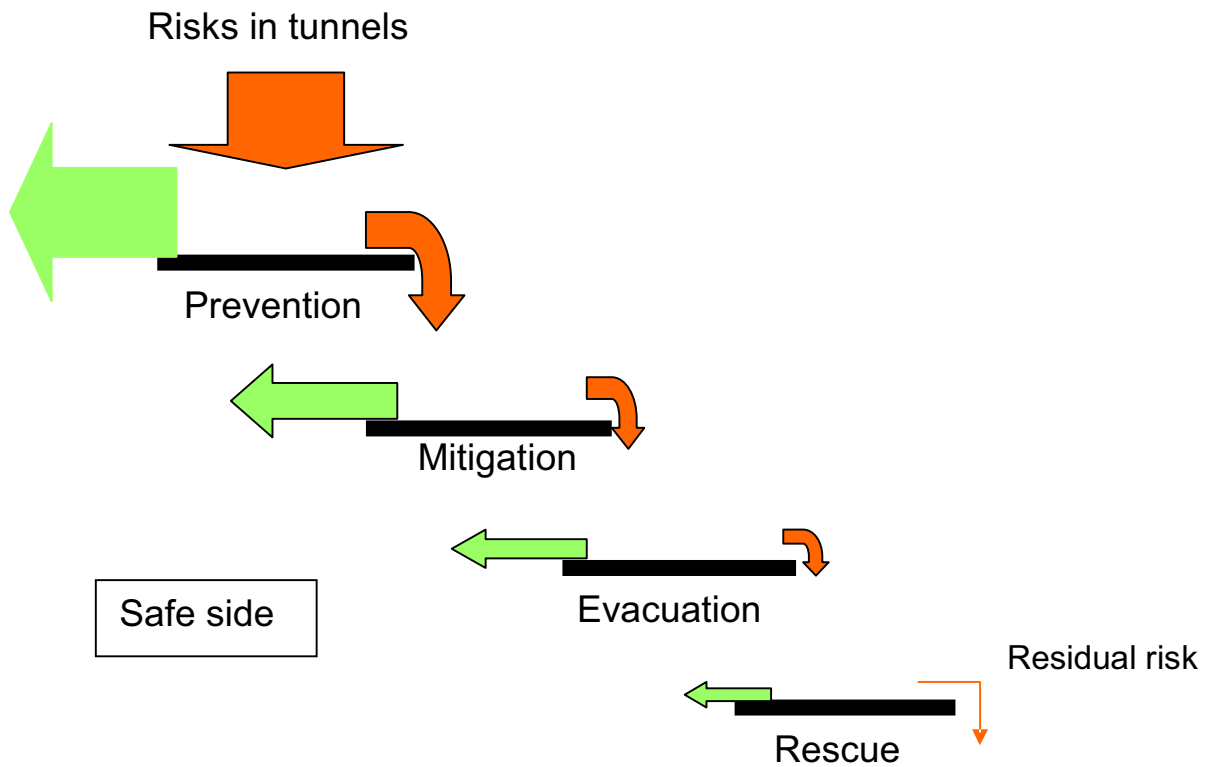 Risks in tunnels
Prevention
Mitigation
Evacuation
Safe side
Residual risk
Rescue